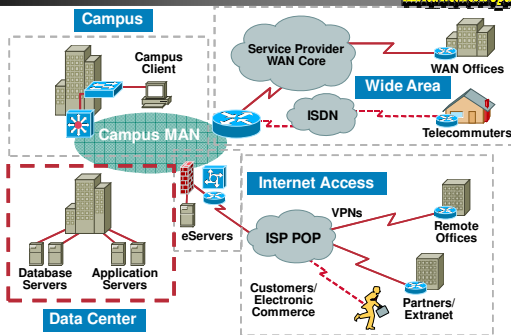 Campus
Campus
Client
Campus MAN
Service Provider
WAN Core
WAN Offices
Wide Area
ISDN
Telecommuters
Internet Access
eServers
ISP POP
VPNs
Remote
Offices
Customers/
Electronic
Commerce
Partners/
Extranet
Database
Servers
Application
Servers
Data Center